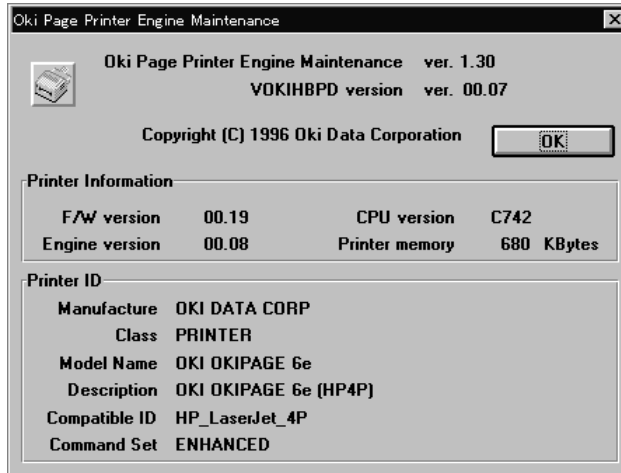 Oki Page Printer Engine Maintenance
Oki Page Printer Engine Maintenance ver. 1.30
VOKIHBPD version ver. 00.07
Copyright (C) 1996 Oki Data Corporation OK
Printer Information
F/W version 00.19 CPU version C742
Engine version 00.08 Printer memory 680 KBytes
Printer ID
Manufacture OKI DATA CORP
Class PRINTER
Model Name OKI OKIPAGE 6e
Description OKI OKIPAGE 6e (HP4P)
Compatible ID HP_LaserJet_4P
Command Set ENHANCED